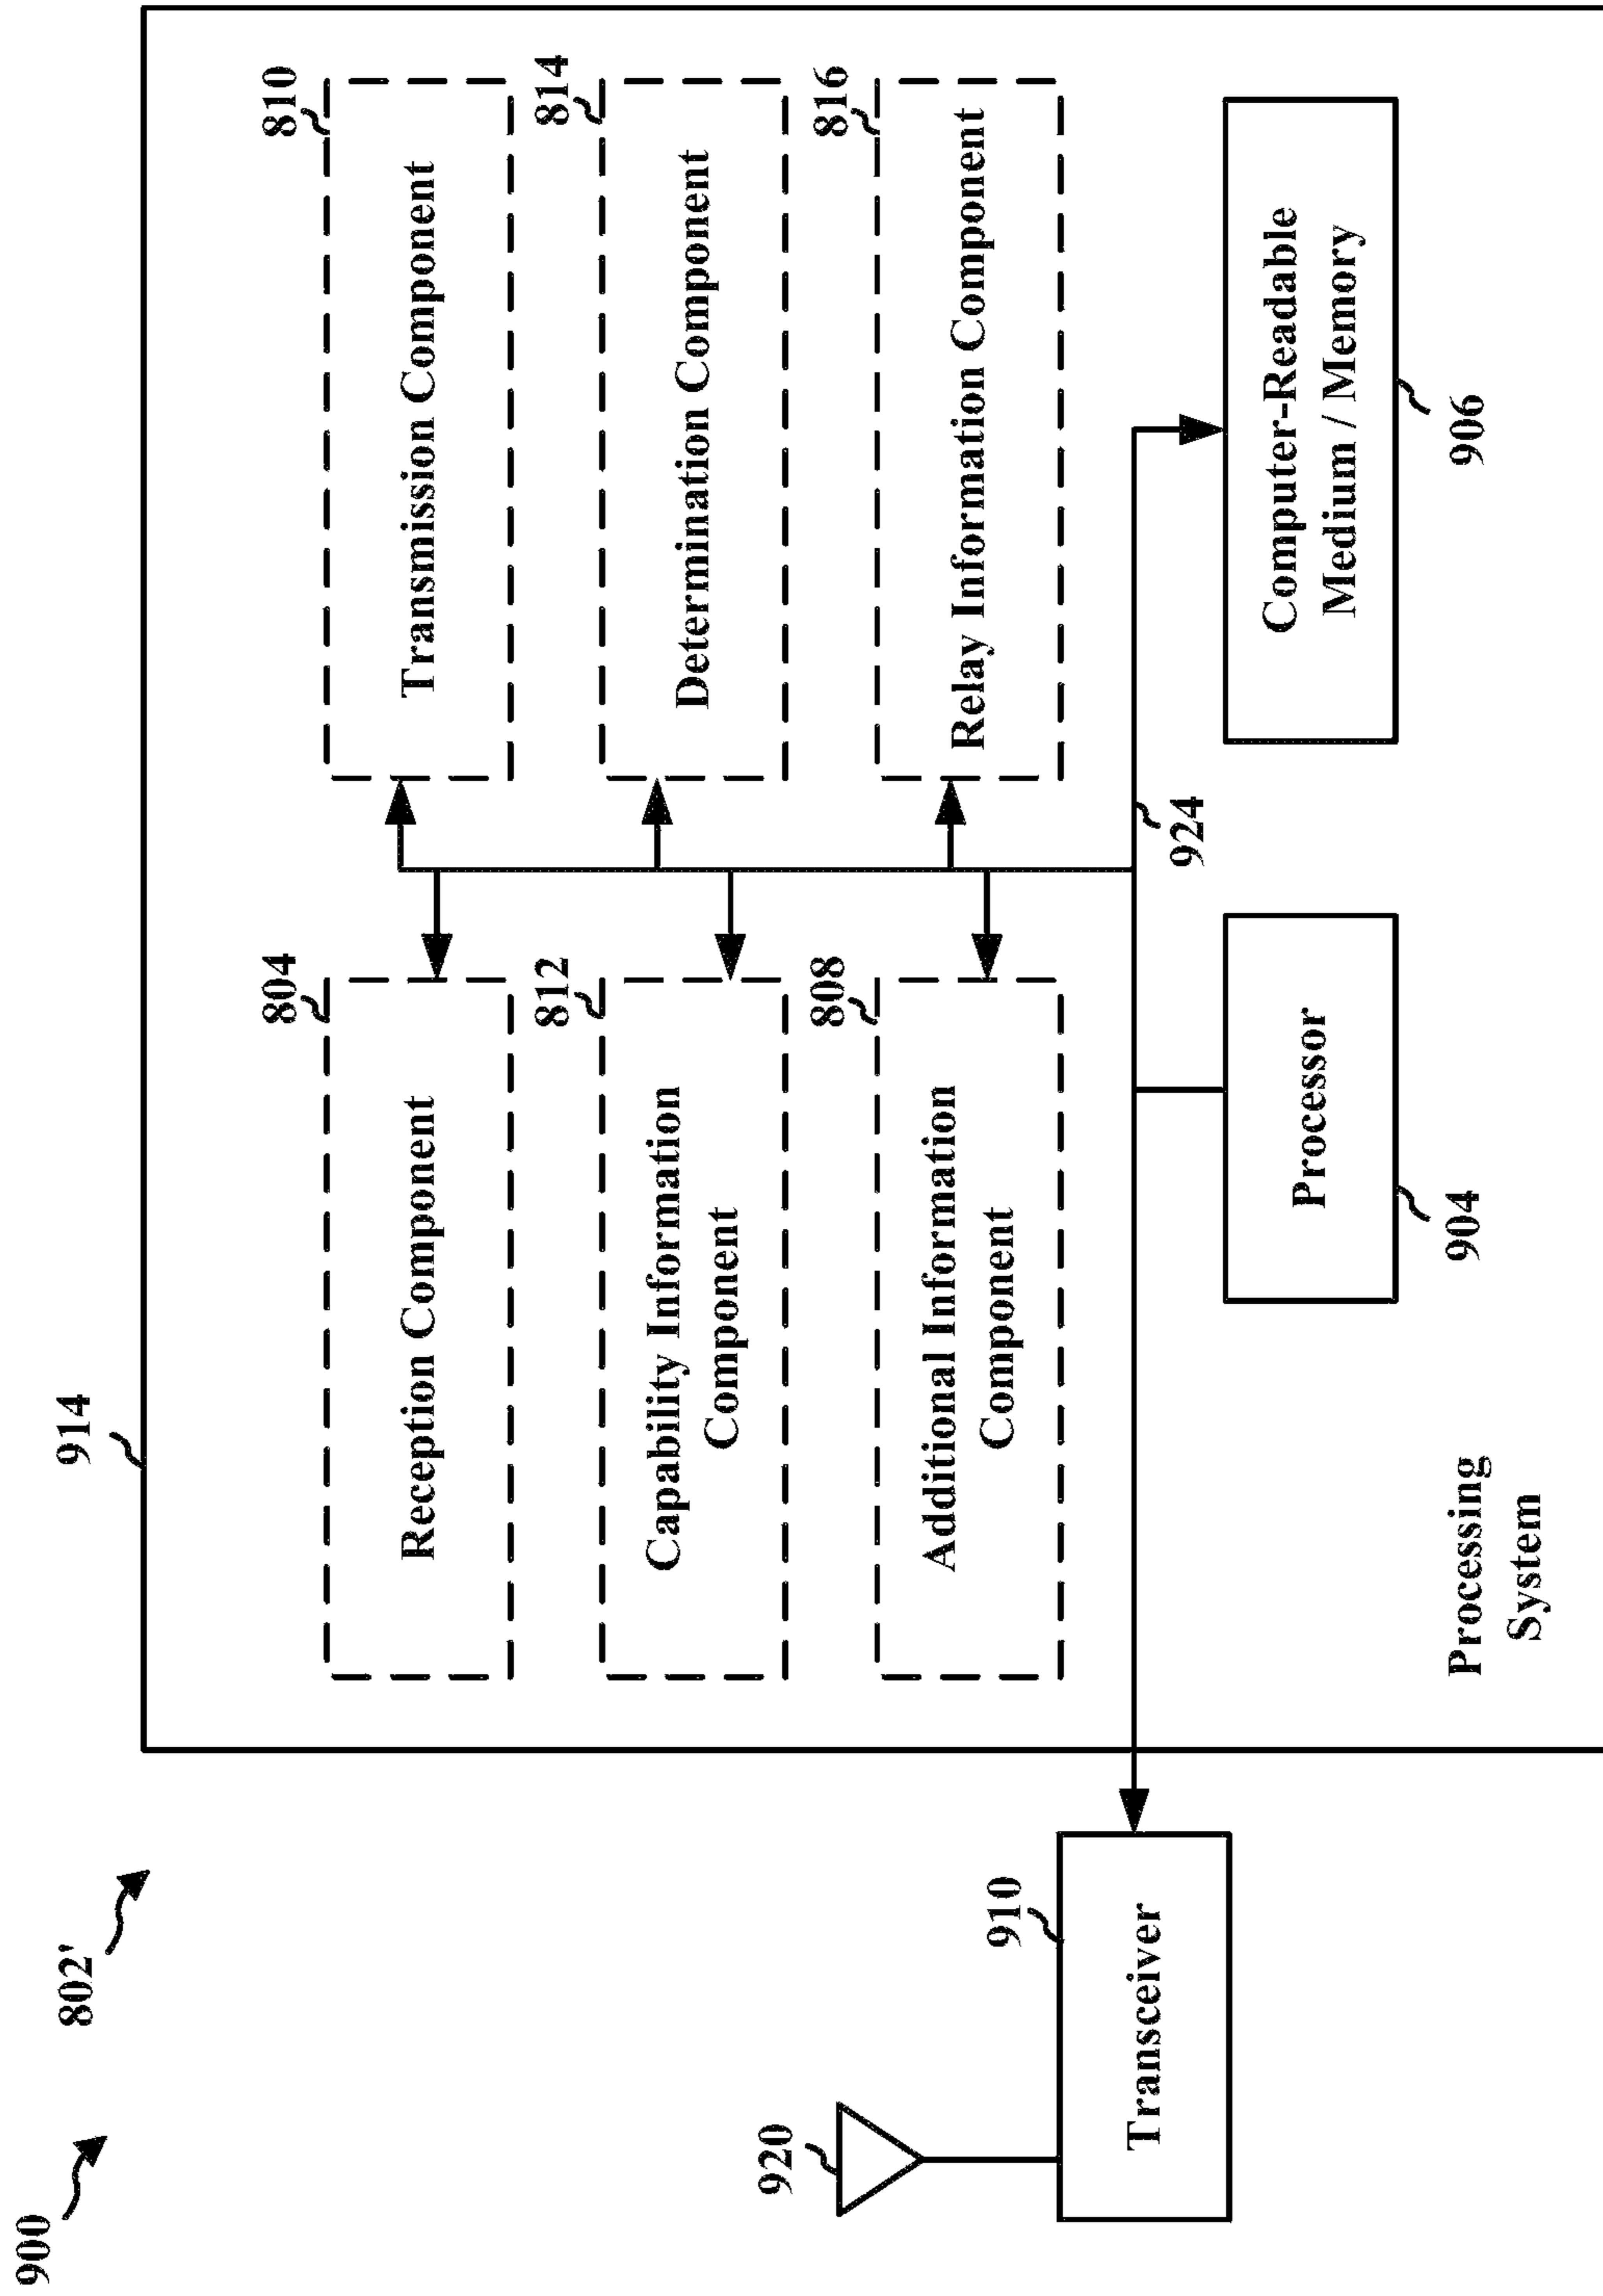 900
802'
914
804
Reception Component
810
Transmission Component
812
Capability Information
Component
814
Determination Component
808
Additional Information
Component
816
Relay Information Component
920
910
Transceiver
924
Processor
904
Computer-Readable
Medium / Memory
906
Processing
System